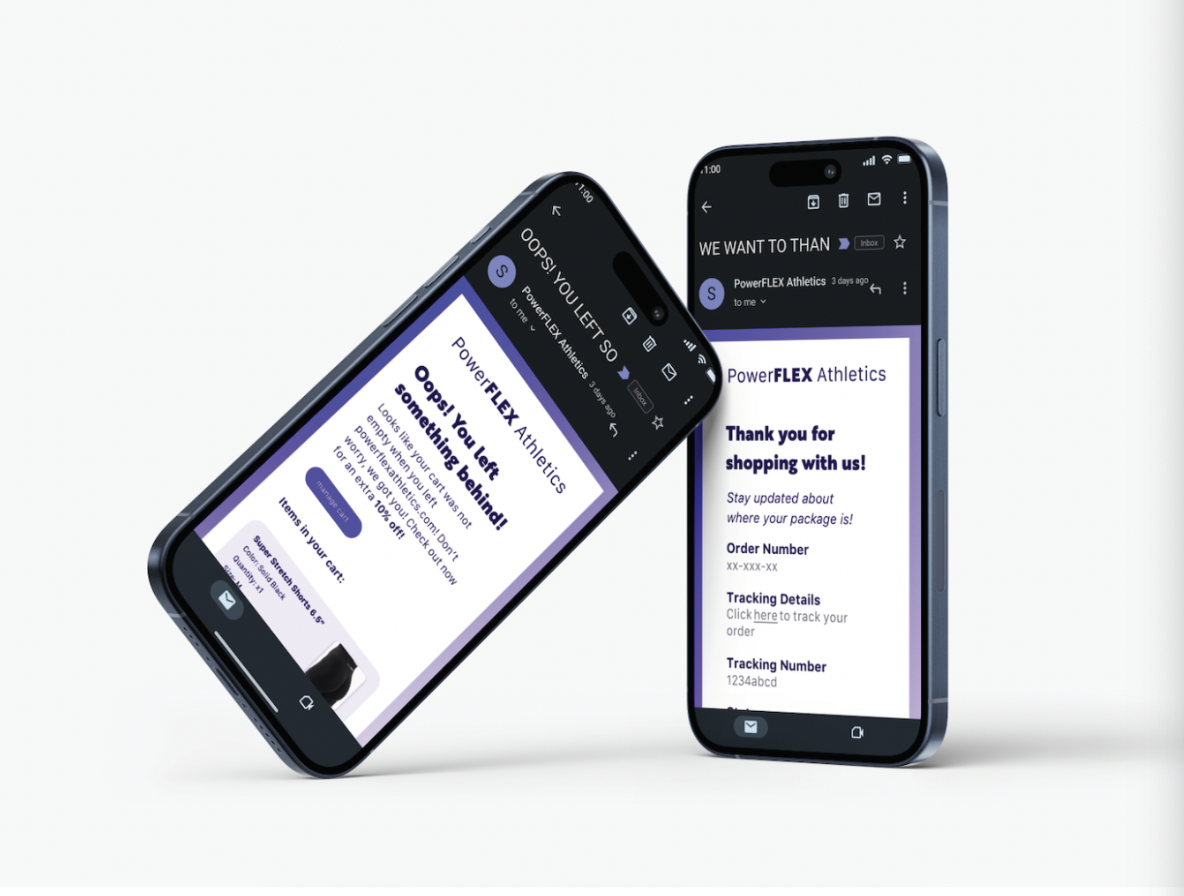 11:00
OOPS! YOU LEFT SO
Inbox
S
PowerFLEX Athletics 3 days ago
to me
PowerFLEX Athletics
Oops! You left
something behind!
Looks like your cart was not
empty when you left
powerflexathletics.com! Don't
worry, we got you! Check out now
for an extra 10% off!
manage cart
Items in your cart:
Super Stretch Shorts 6.5"
Color: Solid Black
Quantity: x1
11:00
WE WANT TO THAN
Inbox
S
PowerFLEX Athletics 3 days ago
to me
PowerFLEX Athletics
Thank you for
shopping with us!
Stay updated about
where your package is!
Order Number
xx-xxx-xx
Tracking Details
Click here to track your
order
Tracking Number
1234abcd